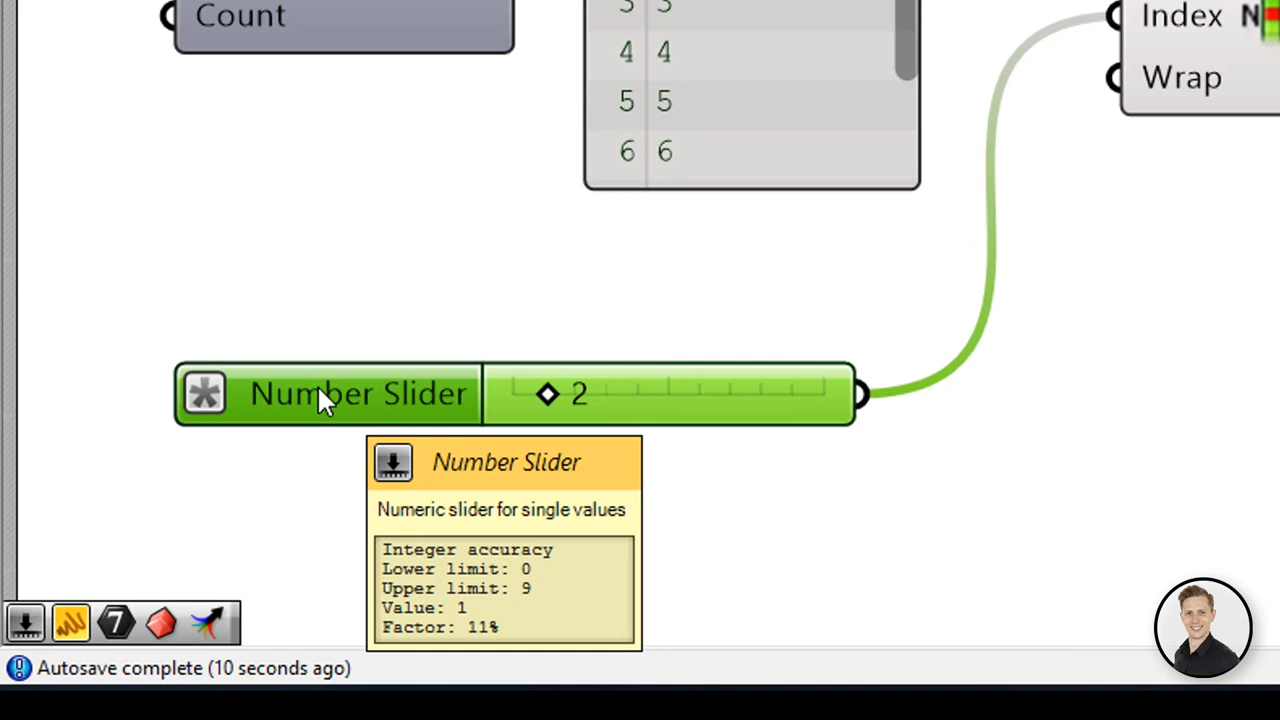 Count
3 3
4 4
5 5
6 6
Index N
Wrap
Number Slider 2
Number Slider
Numeric slider for single values
Integer accuracy
Lower limit: 0
Upper limit: 9
Value: 1
Factor: 11%
7
Autosave complete (10 seconds ago)